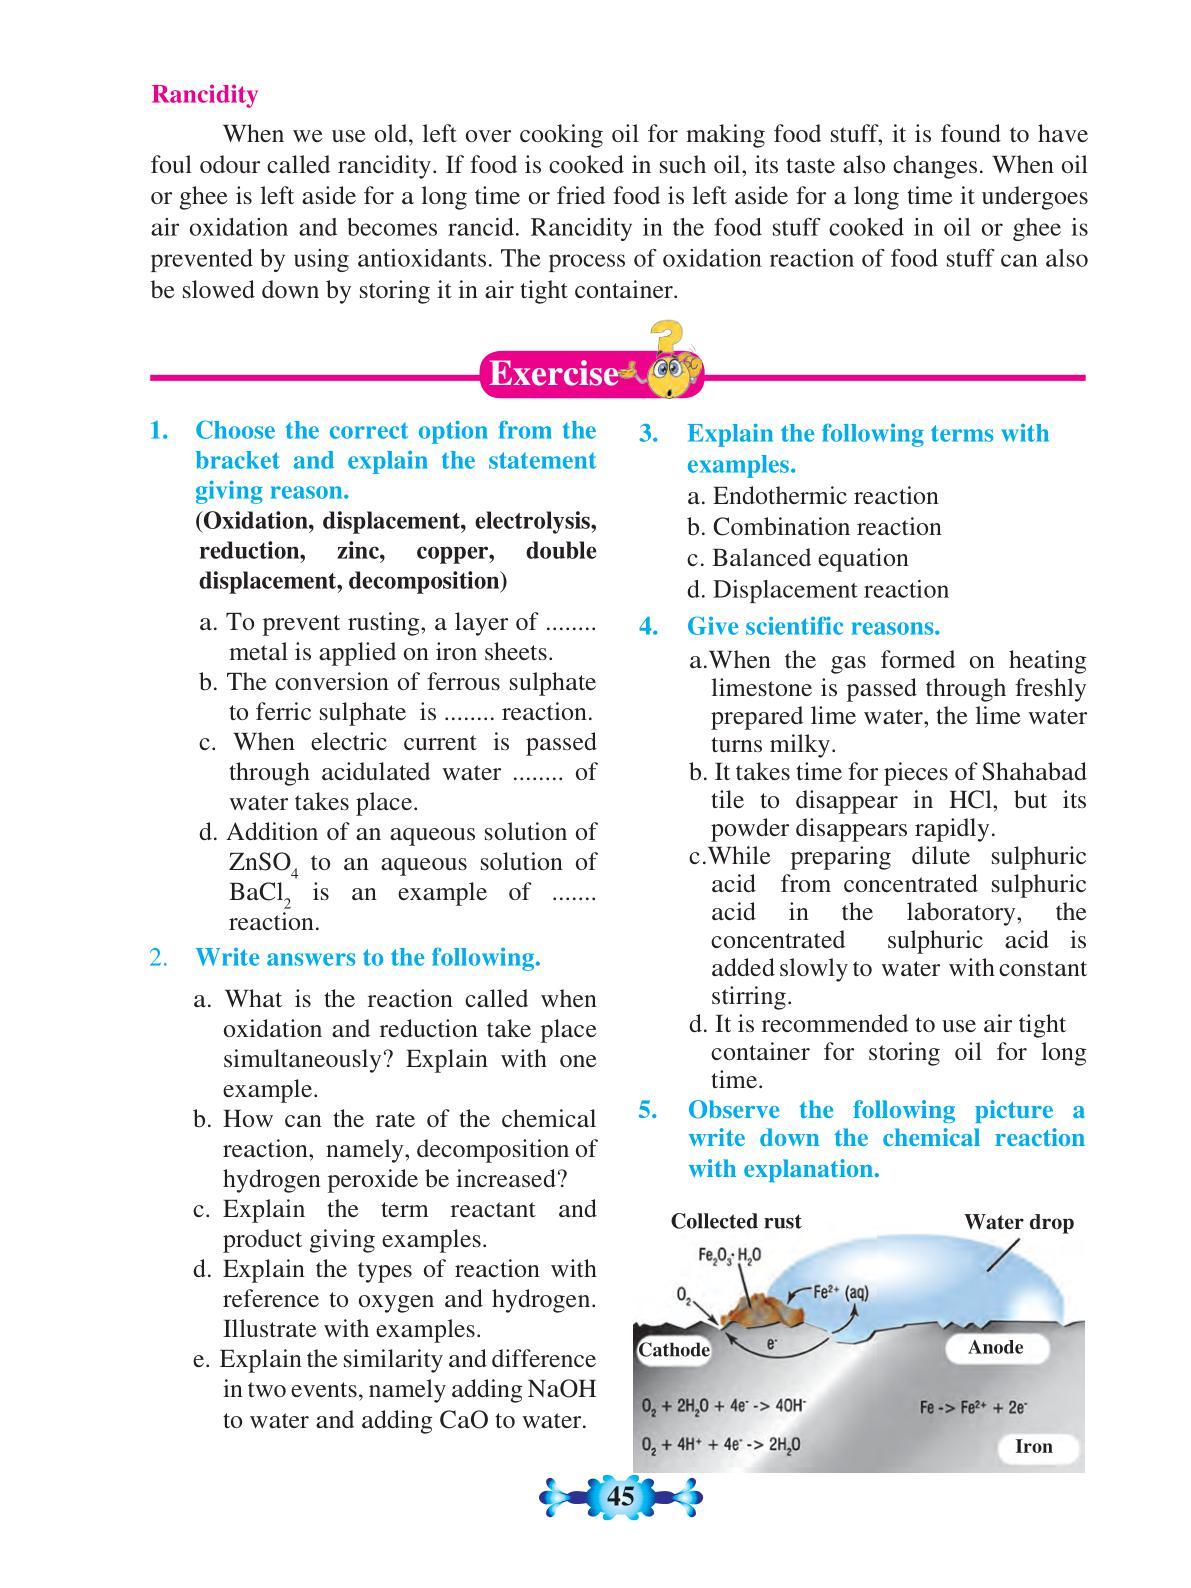 Rancidity
When we use old, left over cooking oil for making food stuff, it is found to have
foul odour called rancidity. If food is cooked in such oil, its taste also changes. When oil
or ghee is left aside for a long time or fried food is left aside for a long time it undergoes
air oxidation and becomes rancid. Rancidity in the food stuff cooked in oil or ghee is
prevented by using antioxidants. The process of oxidation reaction of food stuff can also
be slowed down by storing it in air tight container.
Exercise
1. Choose the correct option from the
bracket and explain the statement
giving reason.
(Oxidation, displacement, electrolysis,
reduction, zinc, copper, double
displacement, decomposition)
a. To prevent rusting, a layer of ........
metal is applied on iron sheets.
b. The conversion of ferrous sulphate
to ferric sulphate is ........ reaction.
c. When electric current is passed
through acidulated water ........ of
water takes place.
d. Addition of an aqueous solution of
ZnSO₄ to an aqueous solution of
BaCl₂ is an example of .......
reaction.
2. Write answers to the following.
a. What is the reaction called when
oxidation and reduction take place
simultaneously? Explain with one
example.
b. How can the rate of the chemical
reaction, namely, decomposition of
hydrogen peroxide be increased?
c. Explain the term reactant and
product giving examples.
d. Explain the types of reaction with
reference to oxygen and hydrogen.
Illustrate with examples.
e. Explain the similarity and difference
in two events, namely adding NaOH
to water and adding CaO to water.
3. Explain the following terms with
examples.
a. Endothermic reaction
b. Combination reaction
c. Balanced equation
d. Displacement reaction
4. Give scientific reasons.
a.When the gas formed on heating
limestone is passed through freshly
prepared lime water, the lime water
turns milky.
b. It takes time for pieces of Shahabad
tile to disappear in HCl, but its
powder disappears rapidly.
c.While preparing dilute sulphuric
acid from concentrated sulphuric
acid in the laboratory, the
concentrated sulphuric acid is
added slowly to water with constant
stirring.
d. It is recommended to use air tight
container for storing oil for long
time.
5. Observe the following picture a
write down the chemical reaction
with explanation.
Collected rust
Water drop
Fe₂O₃· H₂O
O₂
Fe²⁺ (aq)
e⁻
Cathode
Anode
O₂ + 2H₂O + 4e⁻ -> 4OH⁻
Fe -> Fe²⁺ + 2e⁻
O₂ + 4H⁺ + 4e⁻ -> 2H₂O
Iron
45